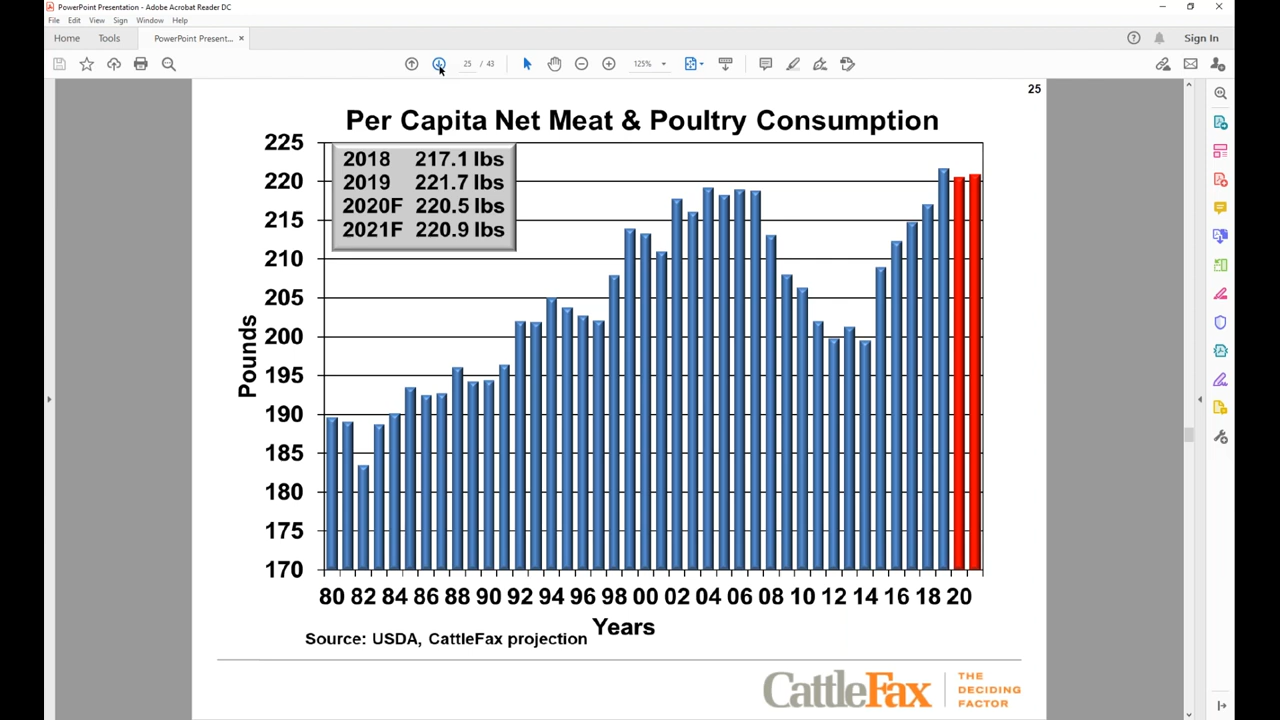 PowerPoint Presentation - Adobe Acrobat Reader DC
File Edit View Sign Window Help
Home Tools PowerPoint Present... × Sign In
25 / 43 125%
25
Per Capita Net Meat & Poultry Consumption
2018 217.1 lbs
2019 221.7 lbs
2020F 220.5 lbs
2021F 220.9 lbs
225
220
215
210
205
200
195
190
185
180
175
170
Pounds
80 82 84 86 88 90 92 94 96 98 00 02 04 06 08 10 12 14 16 18 20
Years
Source: USDA, CattleFax projection
CattleFax
THE
DECIDING
FACTOR